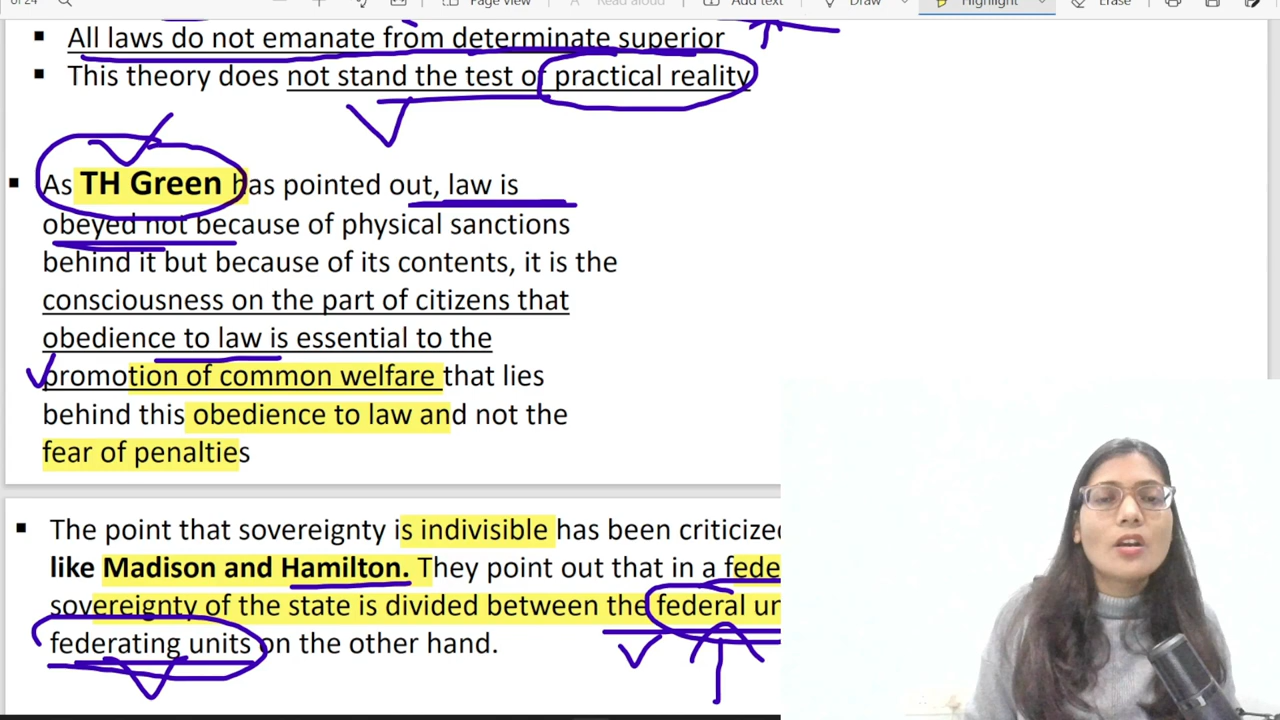 of 24
Page view
Read aloud
Add text
Draw
Highlight
Erase
▪ All laws do not emanate from determinate superior
▪ This theory does not stand the test of practical reality
▪ As TH Green has pointed out, law is
obeyed not because of physical sanctions
behind it but because of its contents, it is the
consciousness on the part of citizens that
obedience to law is essential to the
promotion of common welfare that lies
behind this obedience to law and not the
fear of penalties
▪ The point that sovereignty is indivisible has been criticized
like Madison and Hamilton. They point out that in a fede
sovereignty of the state is divided between the federal un
federating units on the other hand.